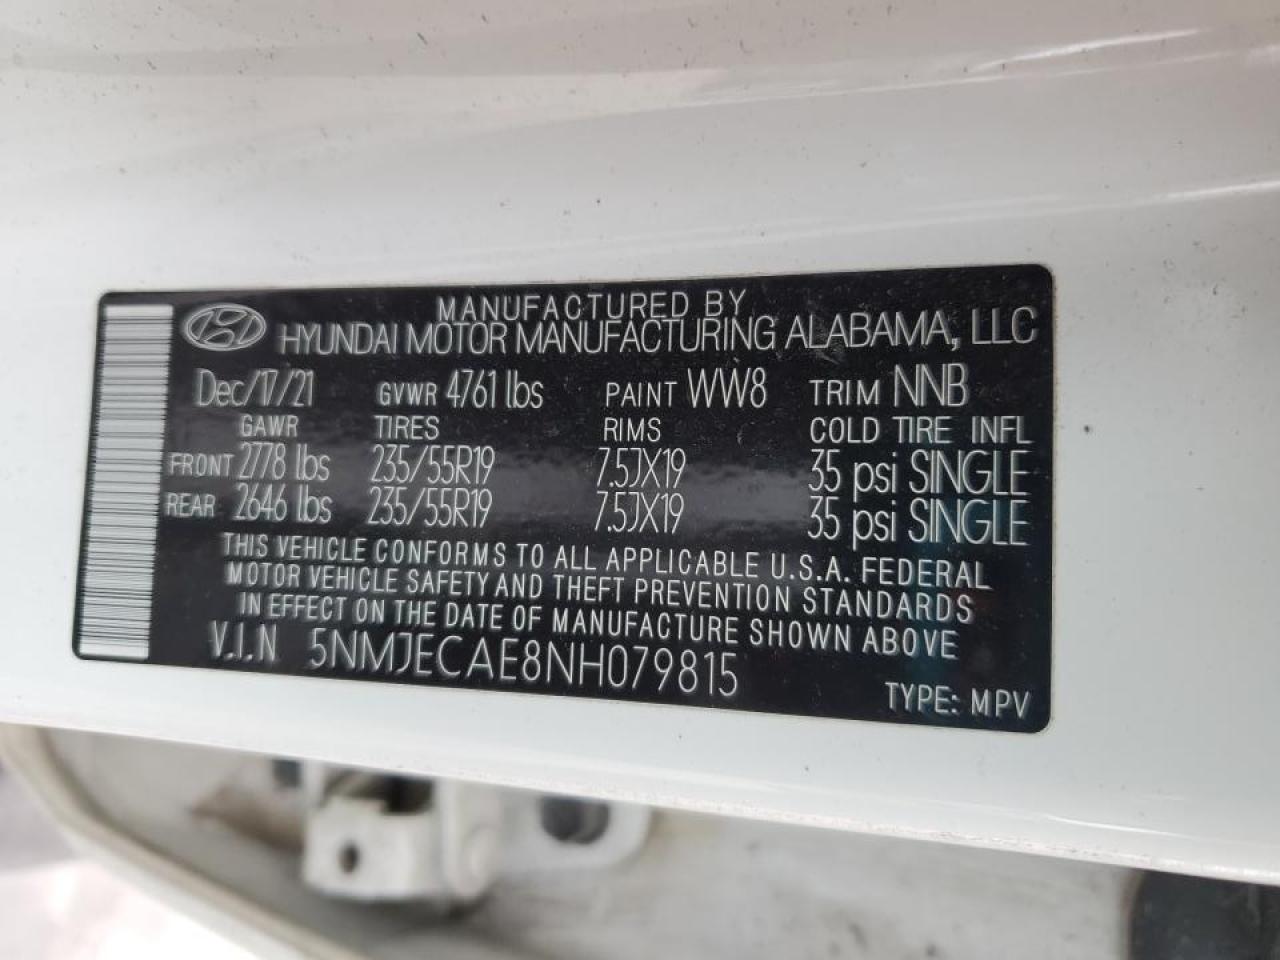 MANUFACTURED BY
HYUNDAI MOTOR MANUFACTURING ALABAMA, LLC
Dec/17/21 GVWR 4761 lbs PAINT WW8 TRIM NNB
GAWR TIRES RIMS COLD TIRE INFL
FRONT 2778 lbs 235/55R19 7.5JX19 35 psi SINGLE
REAR 2646 lbs 235/55R19 7.5JX19 35 psi SINGLE
THIS VEHICLE CONFORMS TO ALL APPLICABLE U.S.A. FEDERAL
MOTOR VEHICLE SAFETY AND THEFT PREVENTION STANDARDS
IN EFFECT ON THE DATE OF MANUFACTURE SHOWN ABOVE
V.I.N 5NMJECAE8NH079815
TYPE: MPV